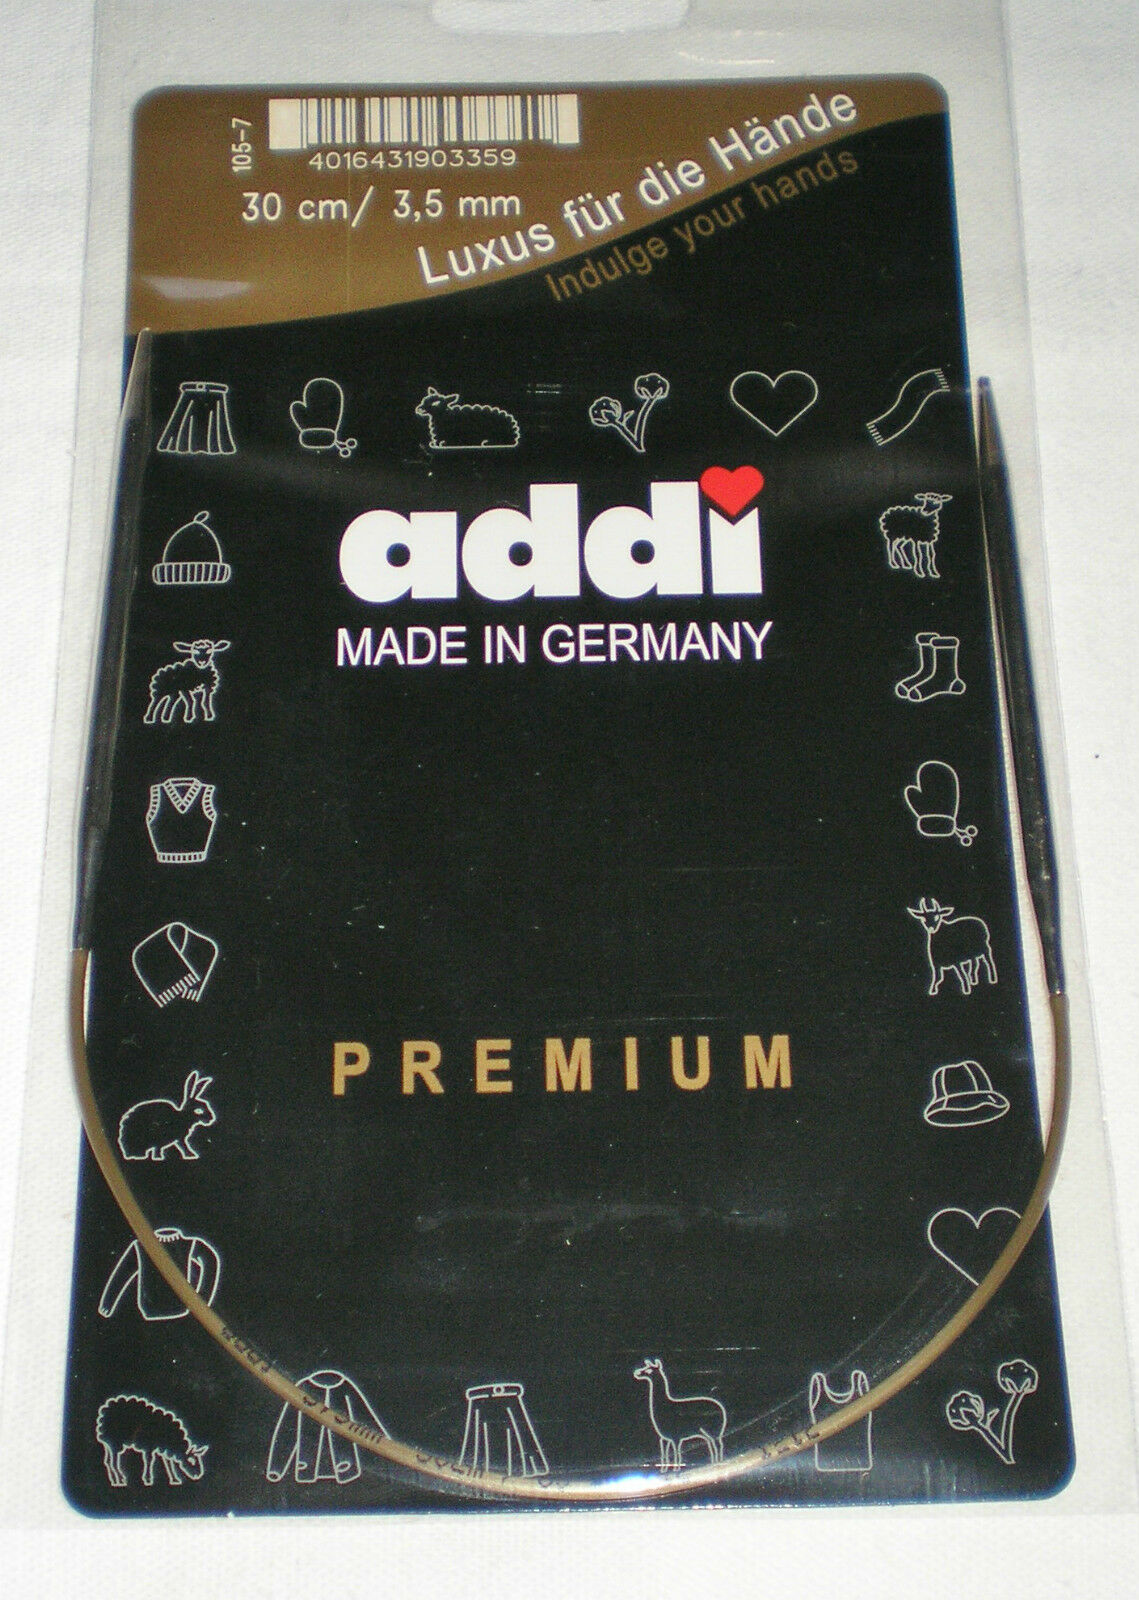 105-7
4016431903359
30 cm/ 3,5 mm
Luxus für die Hände
Indulge your hands
addi
MADE IN GERMANY
PREMIUM